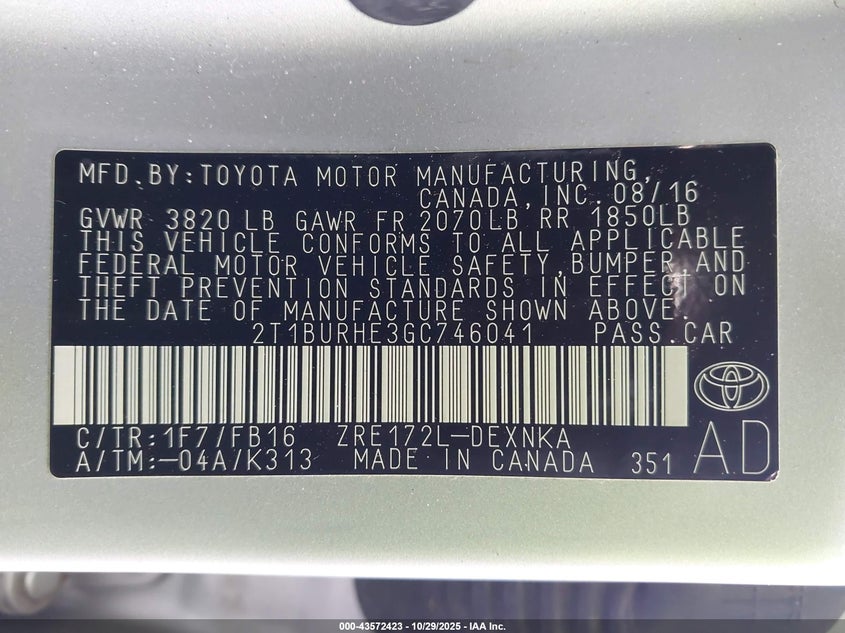 MFD.BY:TOYOTA MOTOR MANUFACTURING,
CANADA,INC.08/16
GVWR 3820LB GAWR FR 2070LB RR 1850LB
THIS VEHICLE CONFORMS TO ALL APPLICABLE
FEDERAL MOTOR VEHICLE SAFETY,BUMPER,AND
THEFT PREVENTION STANDARDS IN EFFECT ON
THE DATE OF MANUFACTURE SHOWN ABOVE.
2T1BURHE3GC746041 PASS.CAR
C/TR:1F7/FB16 ZRE172L-DEXNKA
A/TM:-04A/K313 MADE IN CANADA 351 AD
000-43572423 | 10/29/2025 - IAA Inc.